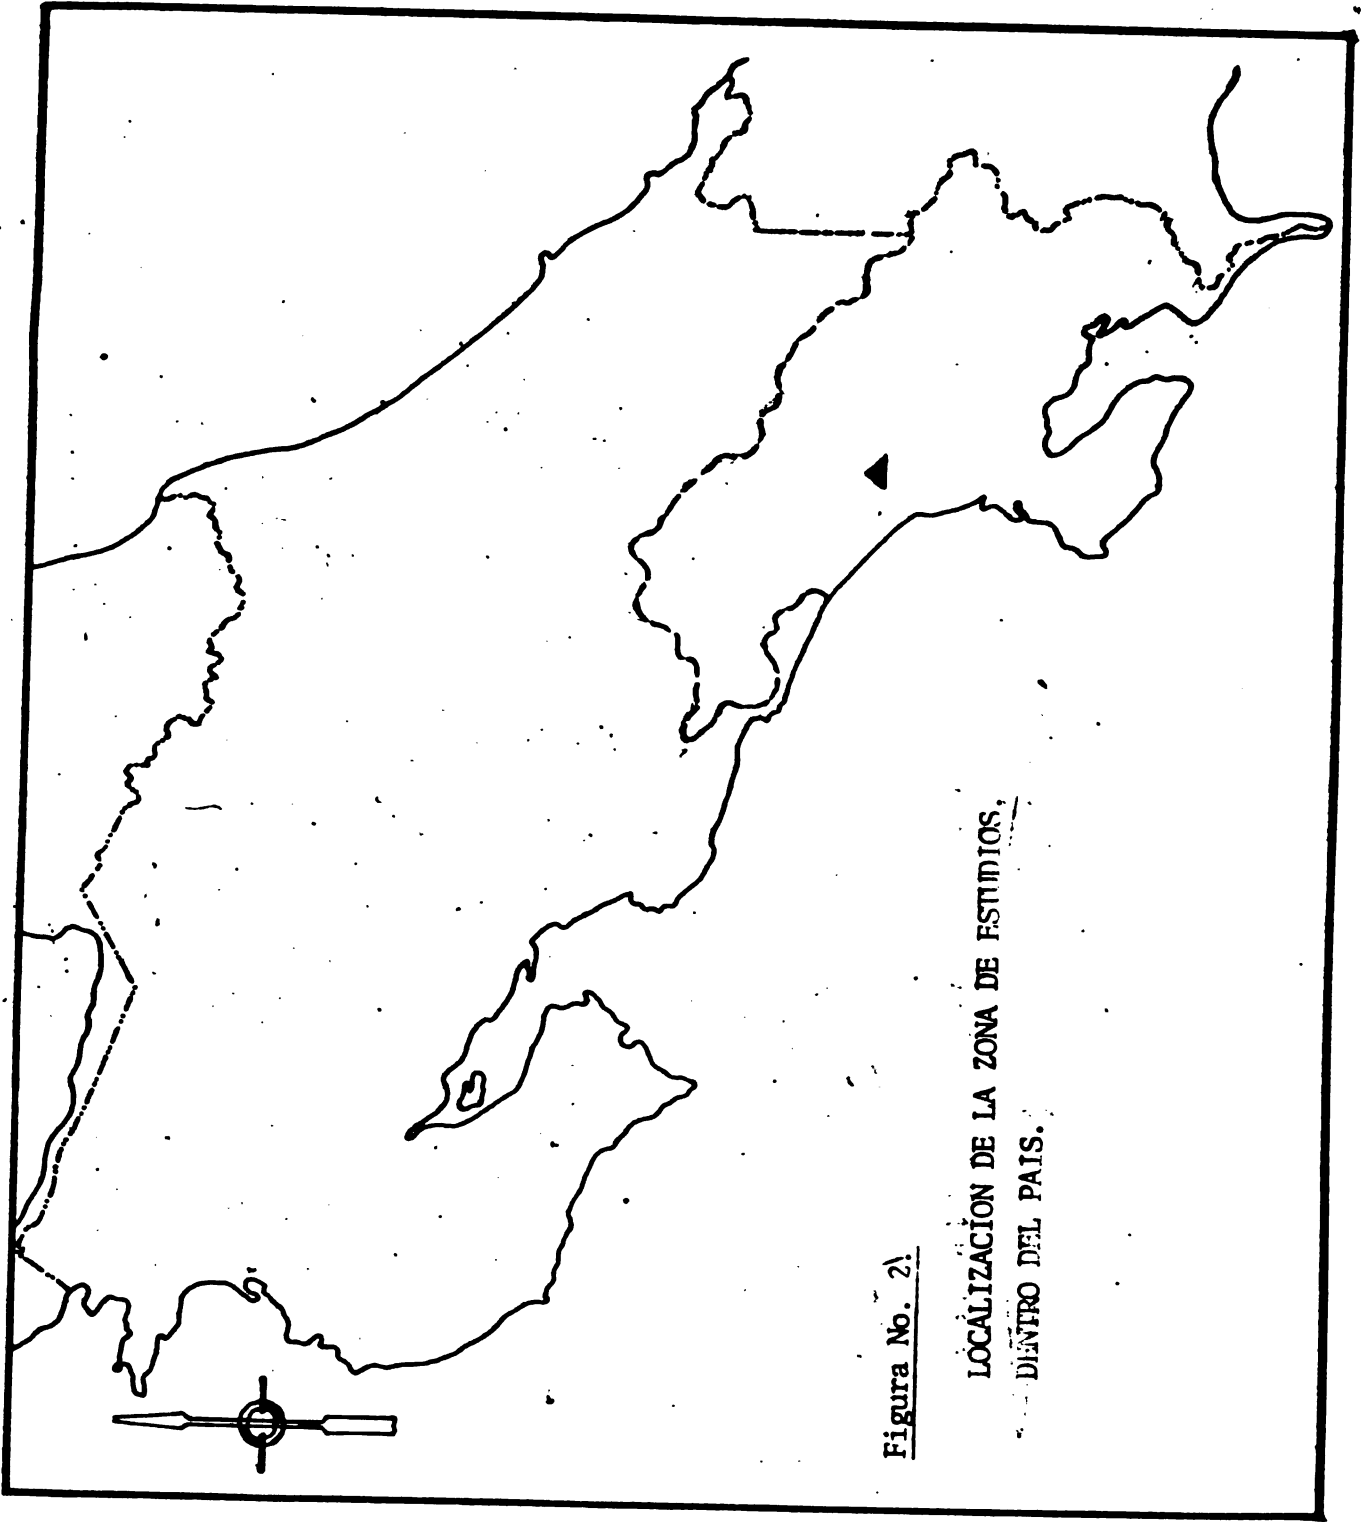 Figura No. 2.
LOCALIZACION DE LA ZONA DE ESTUDIOS,
DENTRO DEL PAIS.